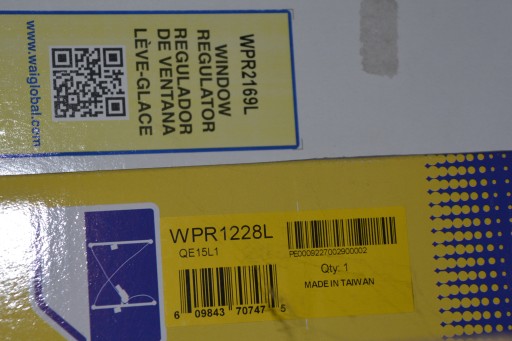 WPR2169L
WINDOW
REGULATOR
REGULADOR
DE VENTANA
LÈVE-GLACE
www.waiglobal.com
WPR1228L
QE15L1
6 09843 70747 5
PE0009227002900002
Qty: 1
MADE IN TAIWAN